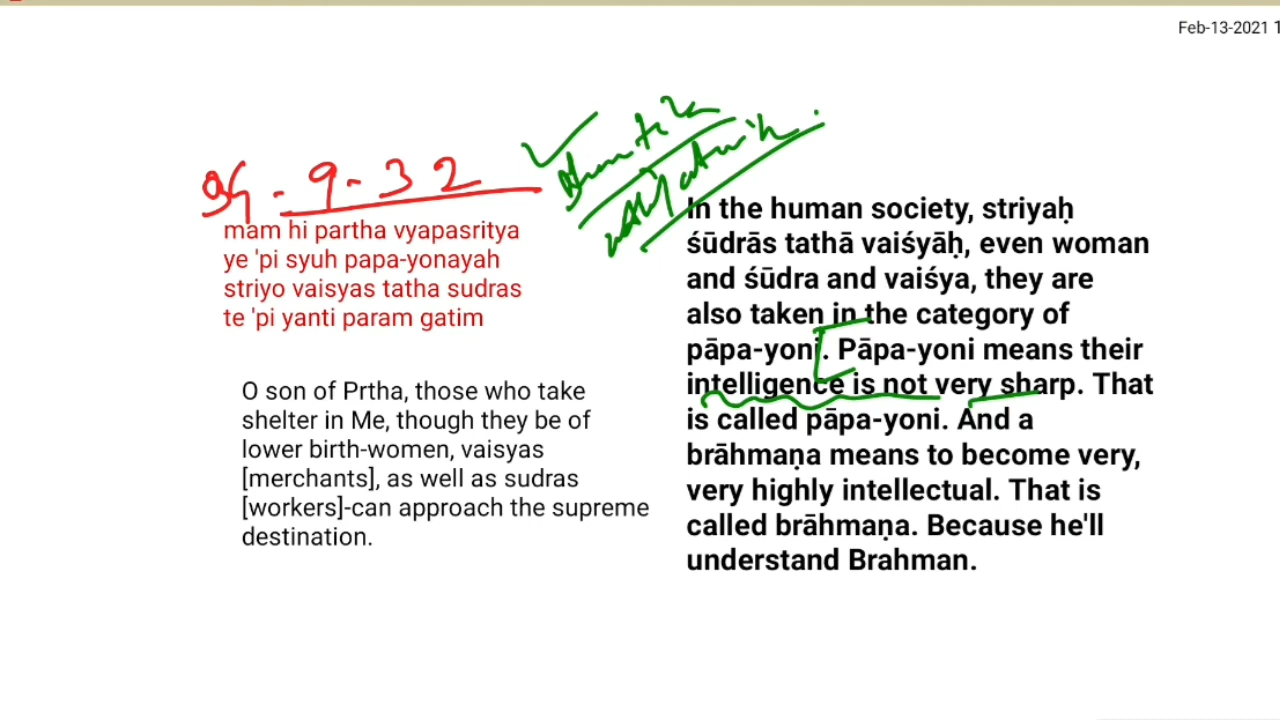 Feb-13-2021 1
9.32
mam hi partha vyapasritya
ye 'pi syuh papa-yonayah
striyo vaisyas tatha sudras
te 'pi yanti param gatim
O son of Prtha, those who take
shelter in Me, though they be of
lower birth-women, vaisyas
[merchants], as well as sudras
[workers]-can approach the supreme
destination.
In the human society, striyaḥ
śūdrās tathā vaiśyāḥ, even woman
and śūdra and vaiśya, they are
also taken in the category of
pāpa-yoni. Pāpa-yoni means their
intelligence is not very sharp. That
is called pāpa-yoni. And a
brāhmaṇa means to become very,
very highly intellectual. That is
called brāhmaṇa. Because he'll
understand Brahman.